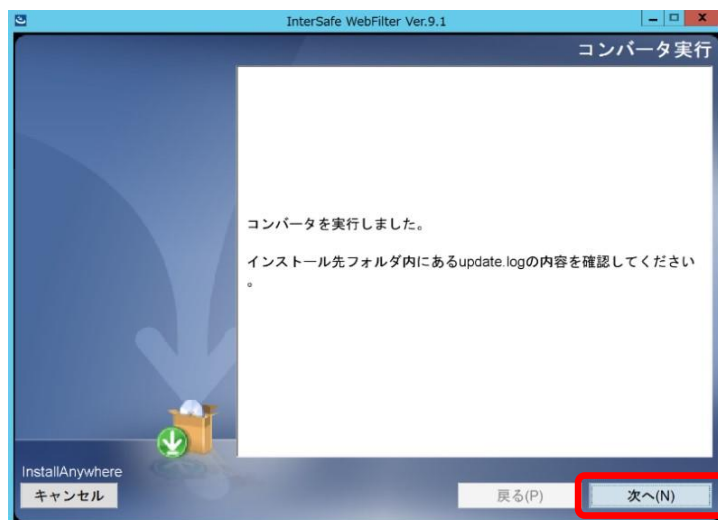 InterSafe WebFilter Ver.9.1
コンバータ実行
コンバータを実行しました。
インストール先フォルダ内にあるupdate.logの内容を確認してください
。
InstallAnywhere
キャンセル
戻る(P)
次へ(N)